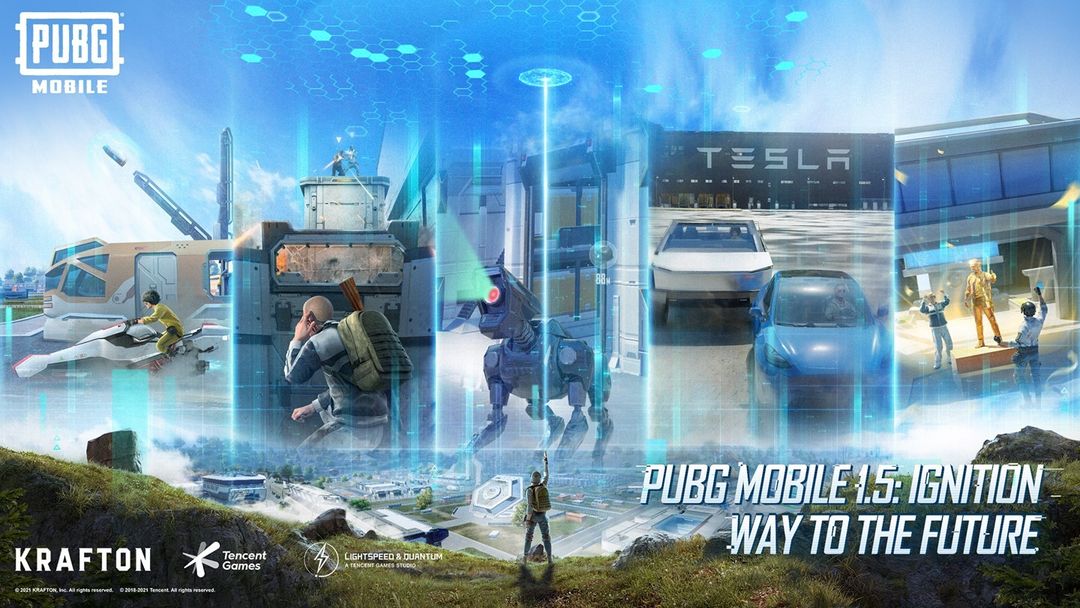 PUBG
MOBILE
TESLA
88M
PUBG MOBILE 1.5: IGNITION
WAY TO THE FUTURE
KRAFTON
Tencent
Games
LIGHTSPEED & QUANTUM
A TENCENT GAMES STUDIO
© 2021 KRAFTON, Inc. All rights reserved. © 2018-2021 Tencent. All rights reserved.